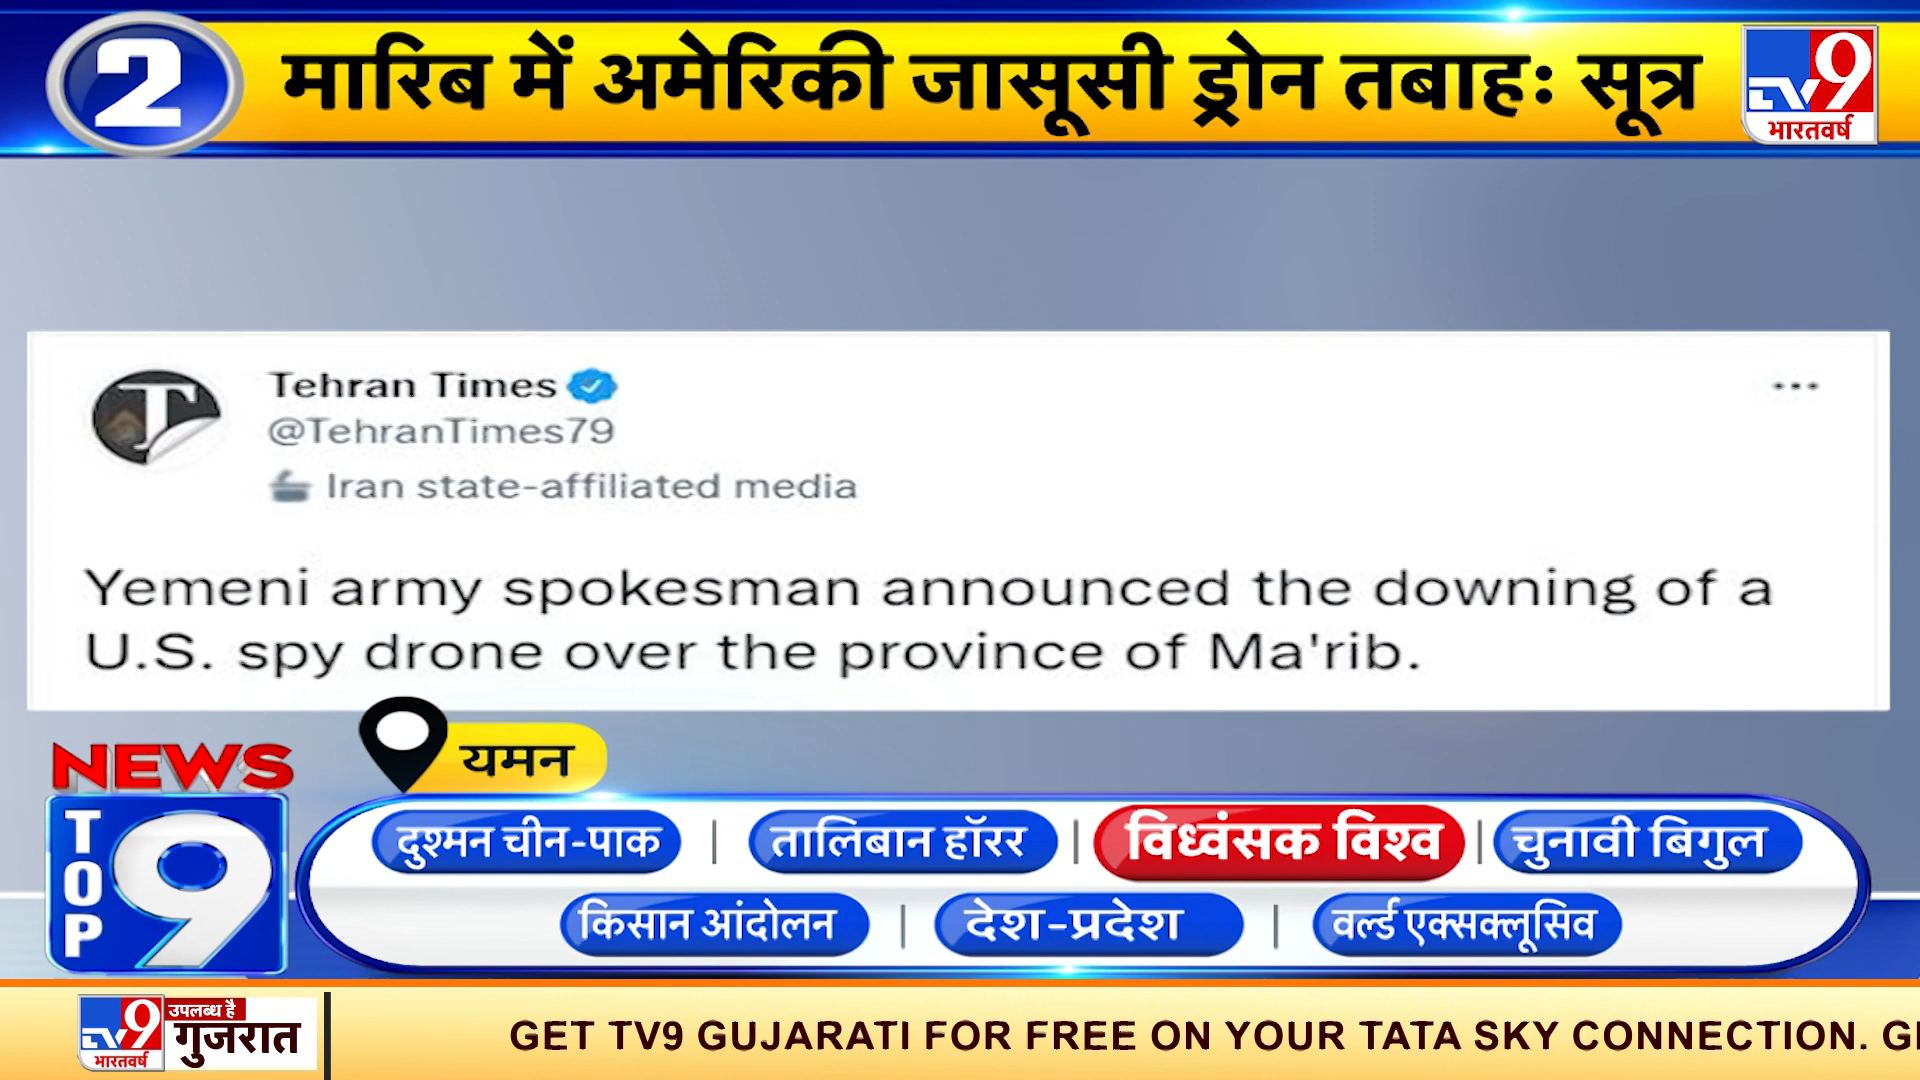 2
मारिब में अमेरिकी जासूसी ड्रोन तबाहः सूत्र
TV9
भारतवर्ष
Tehran Times
@TehranTimes79
Iran state-affiliated media
Yemeni army spokesman announced the downing of a
U.S. spy drone over the province of Ma'rib.
यमन
NEWS
TOP 9
दुश्मन चीन-पाक | तालिबान हॉरर | विध्वंसक विश्व | चुनावी बिगुल
किसान आंदोलन | देश-प्रदेश | वर्ल्ड एक्सक्लूसिव
TV9
भारतवर्ष
उपलब्ध है
गुजरात
GET TV9 GUJARATI FOR FREE ON YOUR TATA SKY CONNECTION.